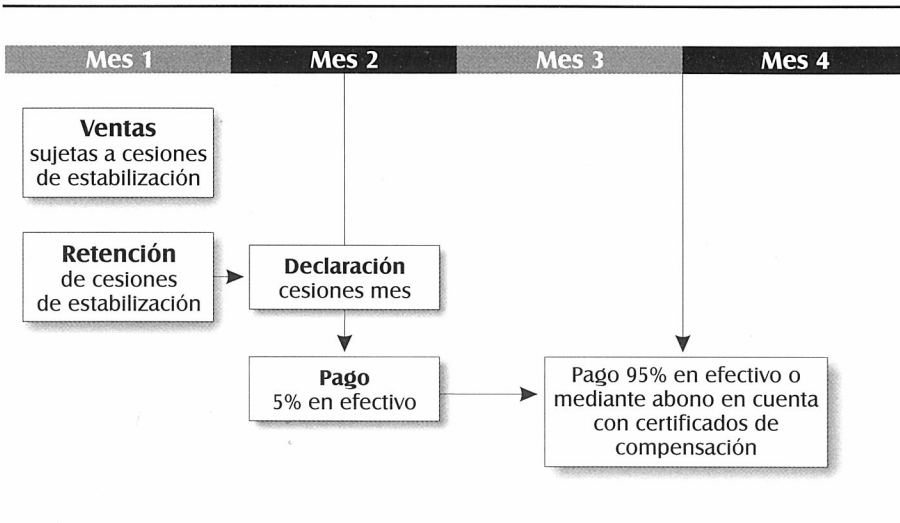 Mes 1 Mes 2 Mes 3 Mes 4
Ventas
sujetas a cesiones
de estabilización
Retención
de cesiones
de estabilización
Declaración
cesiones mes
Pago
5% en efectivo
Pago 95% en efectivo o
mediante abono en cuenta
con certificados de
compensación